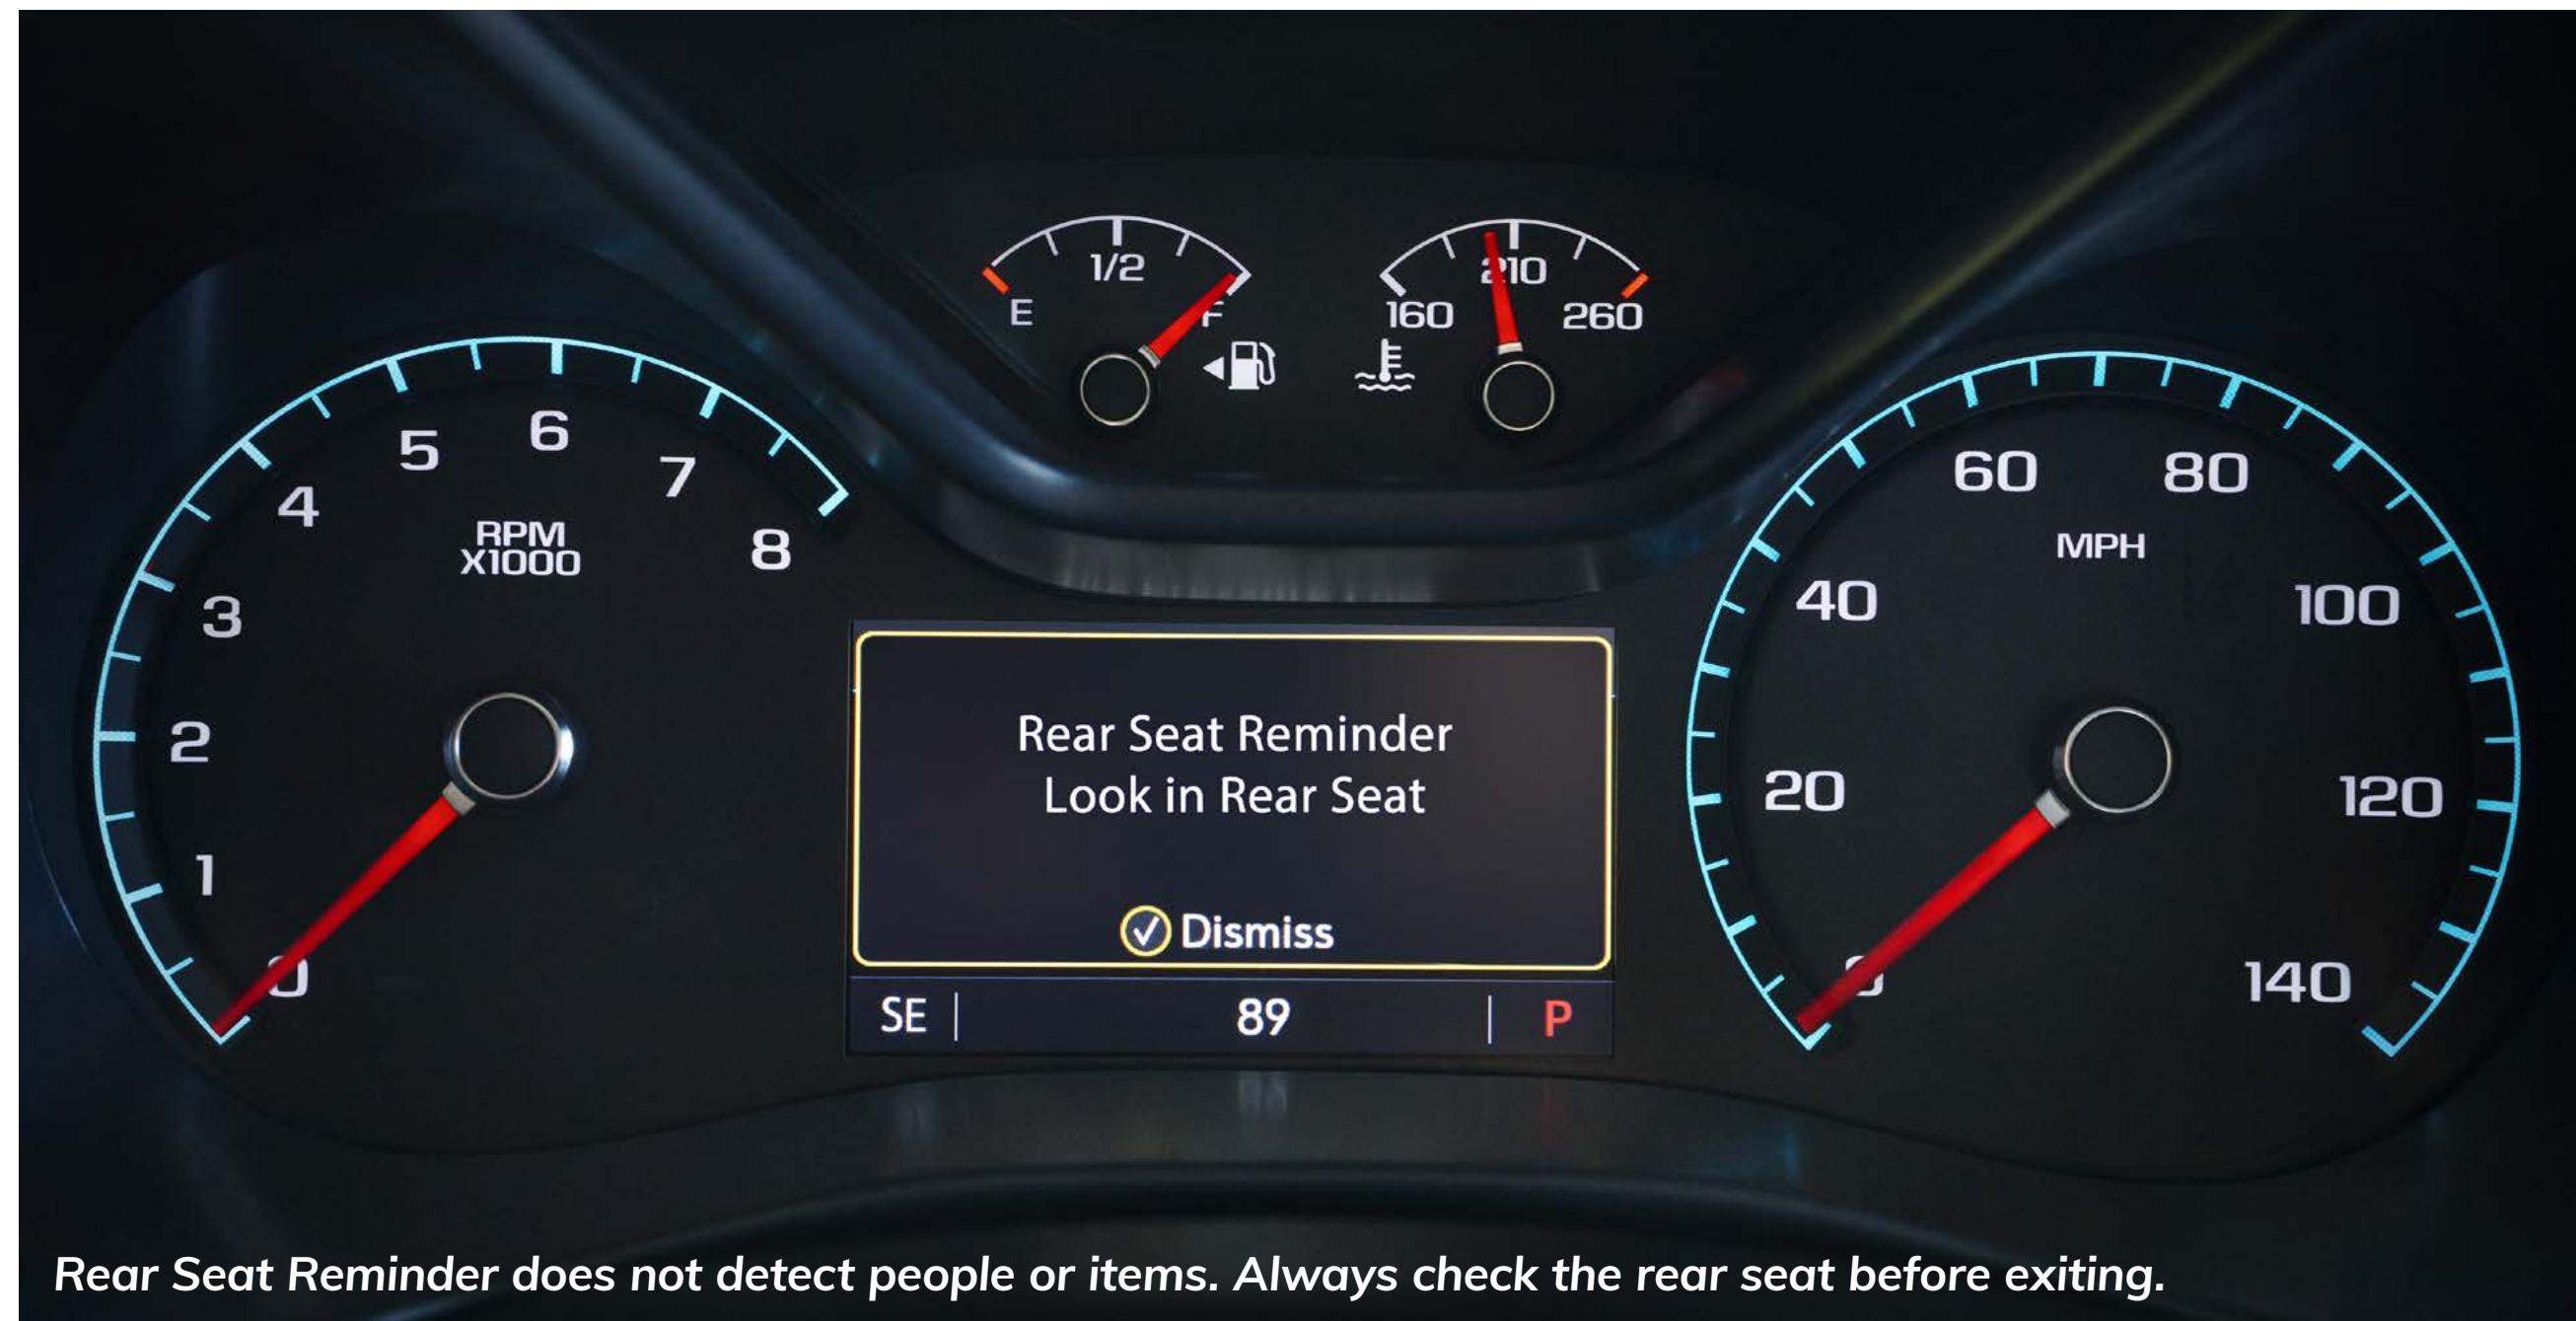 E 1/2 F
160 210 260
0 1 2 3 4 5 6 7 8
RPM
X1000
0 20 40 60 80 100 120 140
MPH
Rear Seat Reminder
Look in Rear Seat
Dismiss
SE 89 P
Rear Seat Reminder does not detect people or items. Always check the rear seat before exiting.